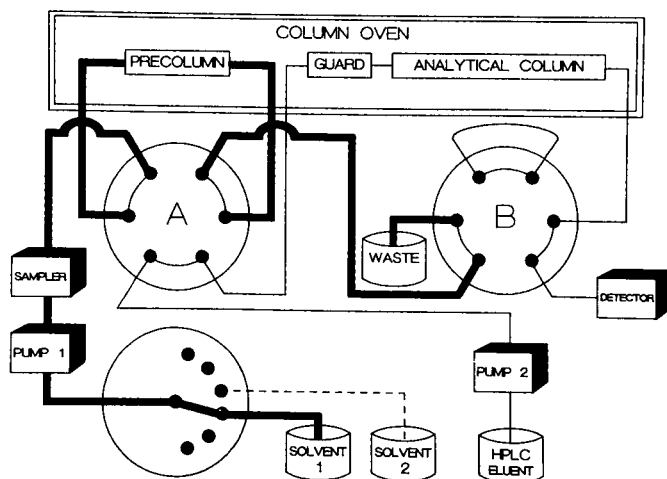 COLUMN OVEN
PRECOLUMN
GUARD
ANALYTICAL COLUMN
A
B
WASTE
SAMPLER
DETECTOR
PUMP 1
PUMP 2
SOLVENT
1
SOLVENT
2
HPLC
ELUENT